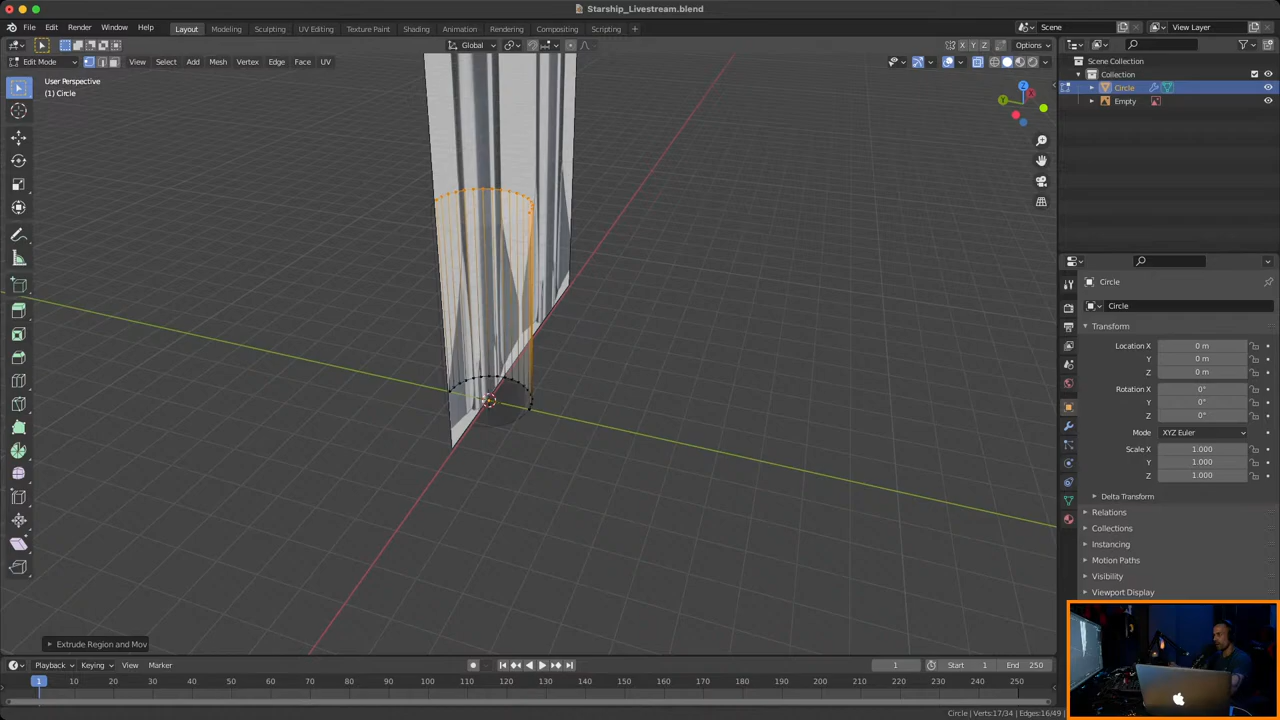 Starship_Livestream.blend
File Edit Render Window Help Layout Modeling Sculpting UV Editing Texture Paint Shading Animation Rendering Compositing Scripting Scene View Layer
Global X Y Z Options
Edit Mode View Select Add Mesh Vertex Edge Face UV
User Perspective
(1) Circle
Scene Collection
Collection
Circle
Empty
Circle
Circle
Transform
Location X 0 m
Y 0 m
Z 0 m
Rotation X 0°
Y 0°
Z 0°
Mode XYZ Euler
Scale X 1.000
Y 1.000
Z 1.000
Delta Transform
Relations
Collections
Instancing
Motion Paths
Visibility
Viewport Display
Extrude Region and Mov
Playback Keying View Marker 1 Start 1 End 250
1 10 20 30 40 50 60 70 80 90 100 110 120 130 140 150 160 170 180 190 200 210 220 230 240 250
Circle | Verts:17/34 | Edges:16/49